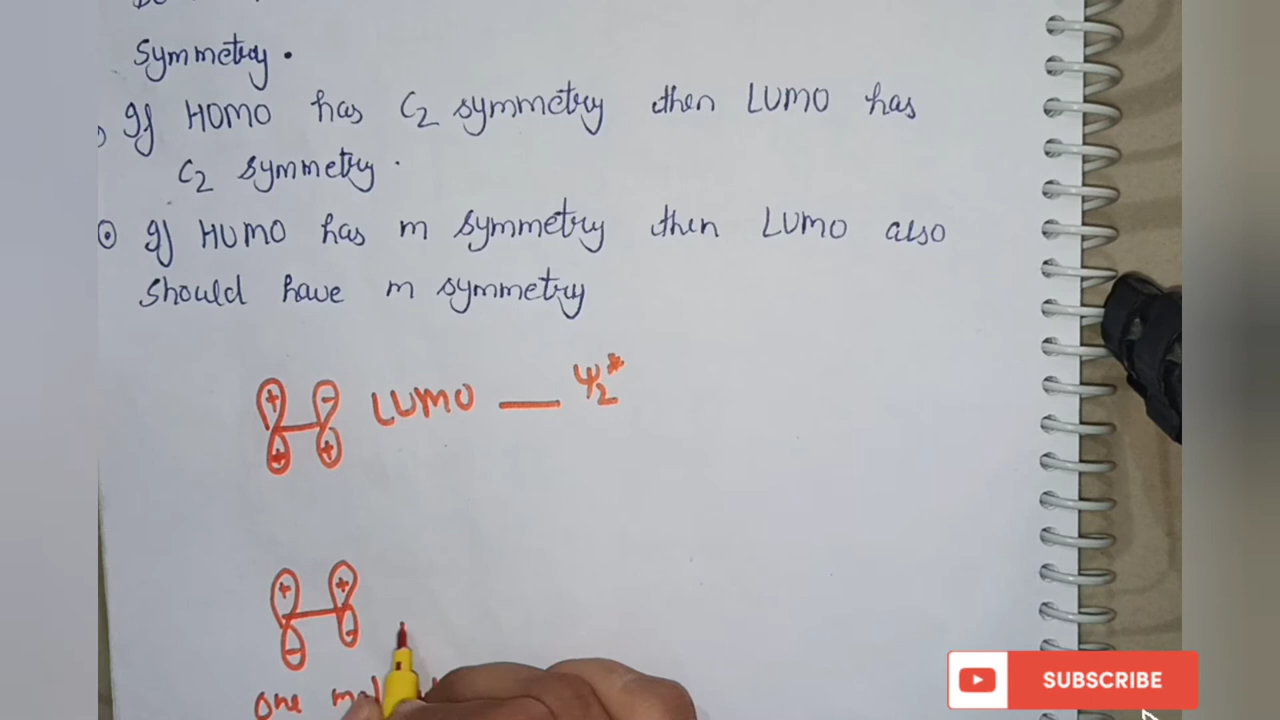 Symmetry.
If HOMO has C2 symmetry then LUMO has
C2 symmetry.
If HUMO has m symmetry then LUMO also
Should have m symmetry
+ - LUMO ψ2*
+ +
+ +
- -
One
SUBSCRIBE